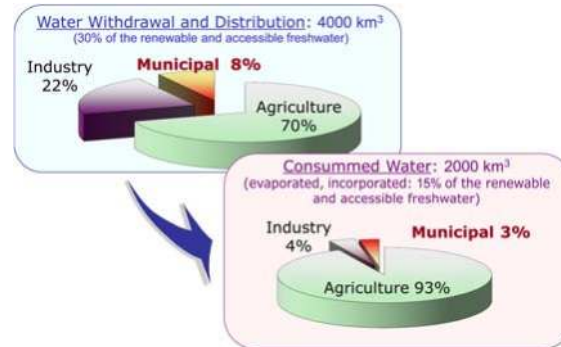 Water Withdrawal and Distribution: 4000 km³
(30% of the renewable and accessible freshwater)
Industry
22%
Municipal 8%
Agriculture
70%
Consummed Water: 2000 km³
(evaporated, incorporated: 15% of the renewable
and accessible freshwater)
Industry
4%
Municipal 3%
Agriculture 93%